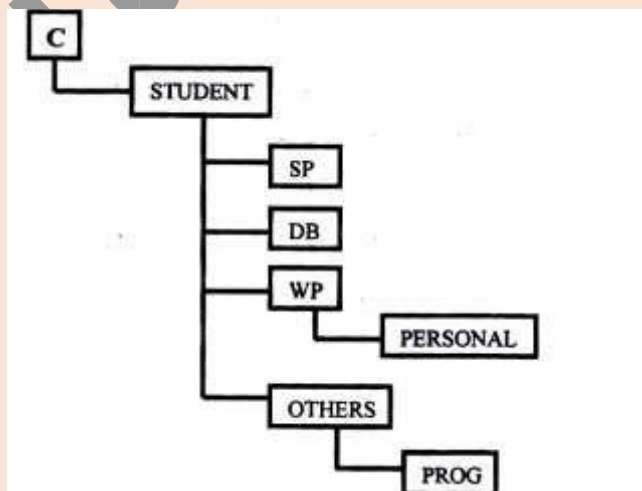 C
STUDENT
SP
DB
WP
PERSONAL
OTHERS
PROG